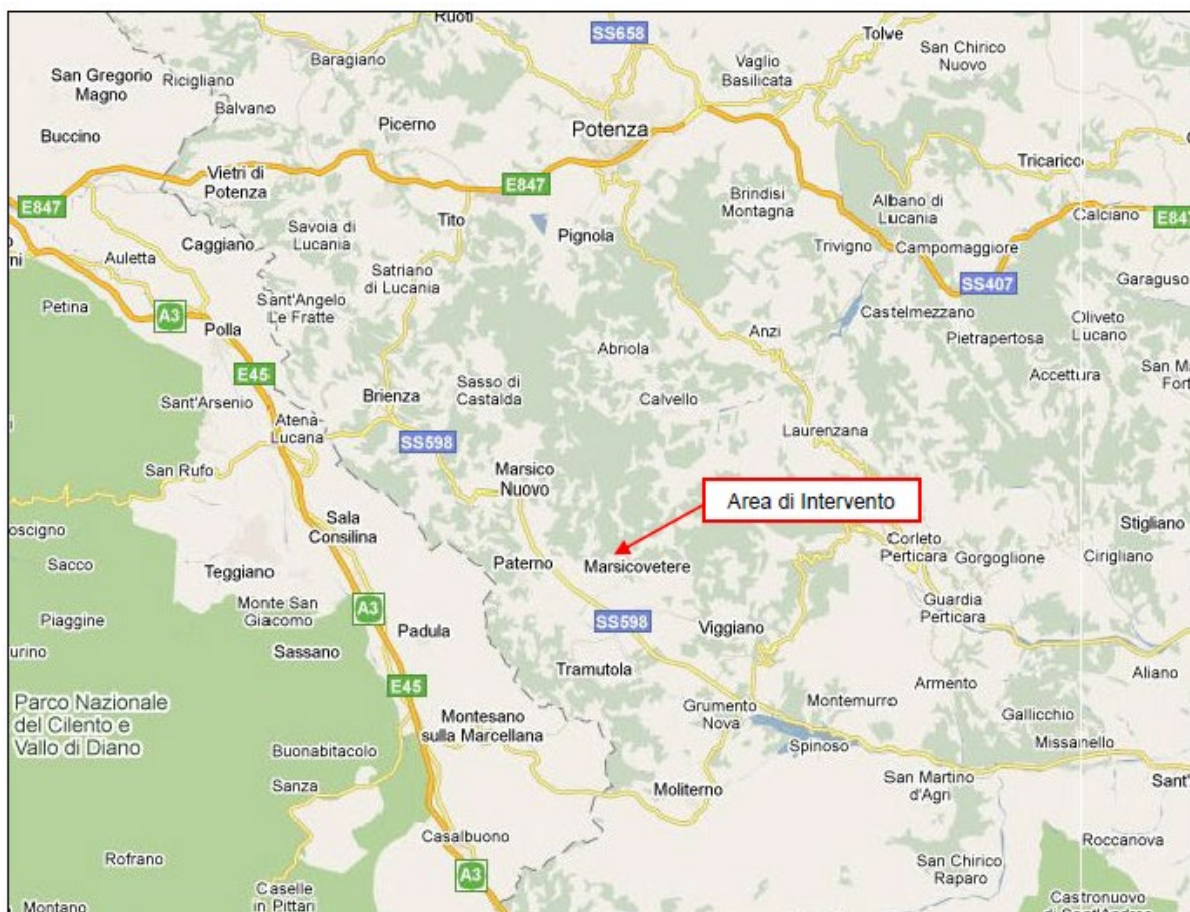 Ruoti
SS658
Tolve
San Chirico
Nuovo
Baragiano
Vaglio
Basilicata
San Gregorio
Magno
Ricigliano
Balvano
Buccino
Picerno
Potenza
Tricarico
Vietri di
Potenza
E847
E847
Brindisi
Montagna
Albano di
Lucania
Calciano
E847
Tito
Savoia di
Lucania
Pignola
Caggiano
Trivigno
Campomaggiore
Auletta
Satriano
di Lucania
SS407
Garaguso
Petina
Sant'Angelo
Le Fratte
A3
Polla
Castelmezzano
Oliveto
Lucano
Anzi
Pietrapertosa
Abriola
E45
Sasso di
Castalda
Accettura
Brienza
Calvello
Sant'Arsenio
Atena
Lucana
Laurenzana
SS598
San Rufo
Marsico
Nuovo
Area di Intervento
Sala
Consilina
Stigliano
Corleto
Perticara
Gorgoglione
Cirigliano
Sacco
Teggiano
Paterno
Marsicovetere
Monte San
Giacomo
A3
Guardia
Perticara
Piaggine
Padula
SS598
Viggiano
Sassano
Tramutola
Aliano
E45
Armento
Parco Nazionale
del Cilento e
Vallo di Diano
Montemurro
Grumento
Nova
Gallicchio
Montesano
sulla Marcellana
Missanello
Buonabitacolo
Spinoso
Sanza
San Martino
d'Agri
Sant'
Moliterno
Casalbuono
Roccanova
Rofrano
San Chirico
Raparo
A3
Caselle
in Pittari
Castronuovo
Montano